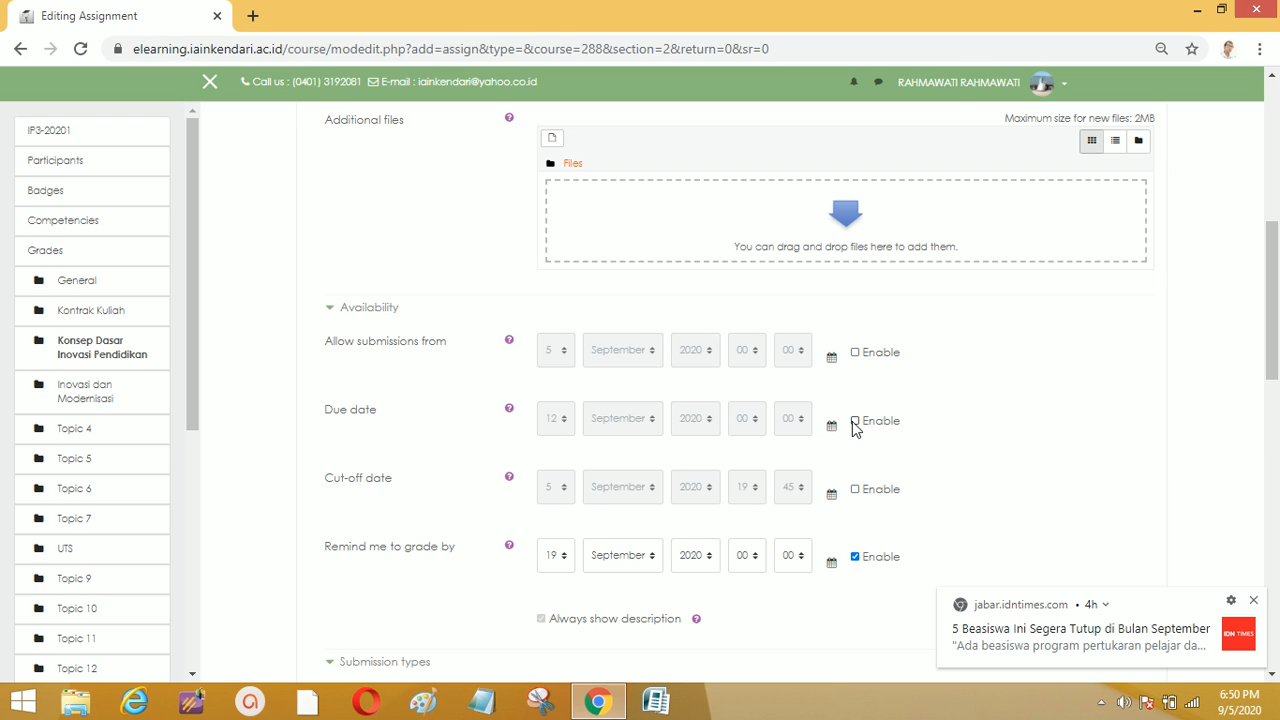 Editing Assignment
elearning.iainkendari.ac.id/course/modedit.php?add=assign&type=&course=288&section=2&return=0&sr=0
Call us : (0401) 3192081 E-mail : iainkendari@yahoo.co.id
RAHMAWATI RAHMAWATI
IP3-20201
Participants
Badges
Competencies
Grades
General
Kontrak Kuliah
Konsep Dasar
Inovasi Pendidikan
Inovasi dan
Modernisasi
Topic 4
Topic 5
Topic 6
Topic 7
UTS
Topic 9
Topic 10
Topic 11
Topic 12
Additional files
Maximum size for new files: 2MB
Files
You can drag and drop files here to add them.
Availability
Allow submissions from
5 September 2020 00 00 Enable
Due date
12 September 2020 00 00 Enable
Cut-off date
5 September 2020 19 45 Enable
Remind me to grade by
19 September 2020 00 00 Enable
Always show description
Submission types
jabar.idntimes.com • 4h
5 Beasiswa Ini Segera Tutup di Bulan September
"Ada beasiswa program pertukaran pelajar da...
IDN TIMES
6:50 PM
9/5/2020